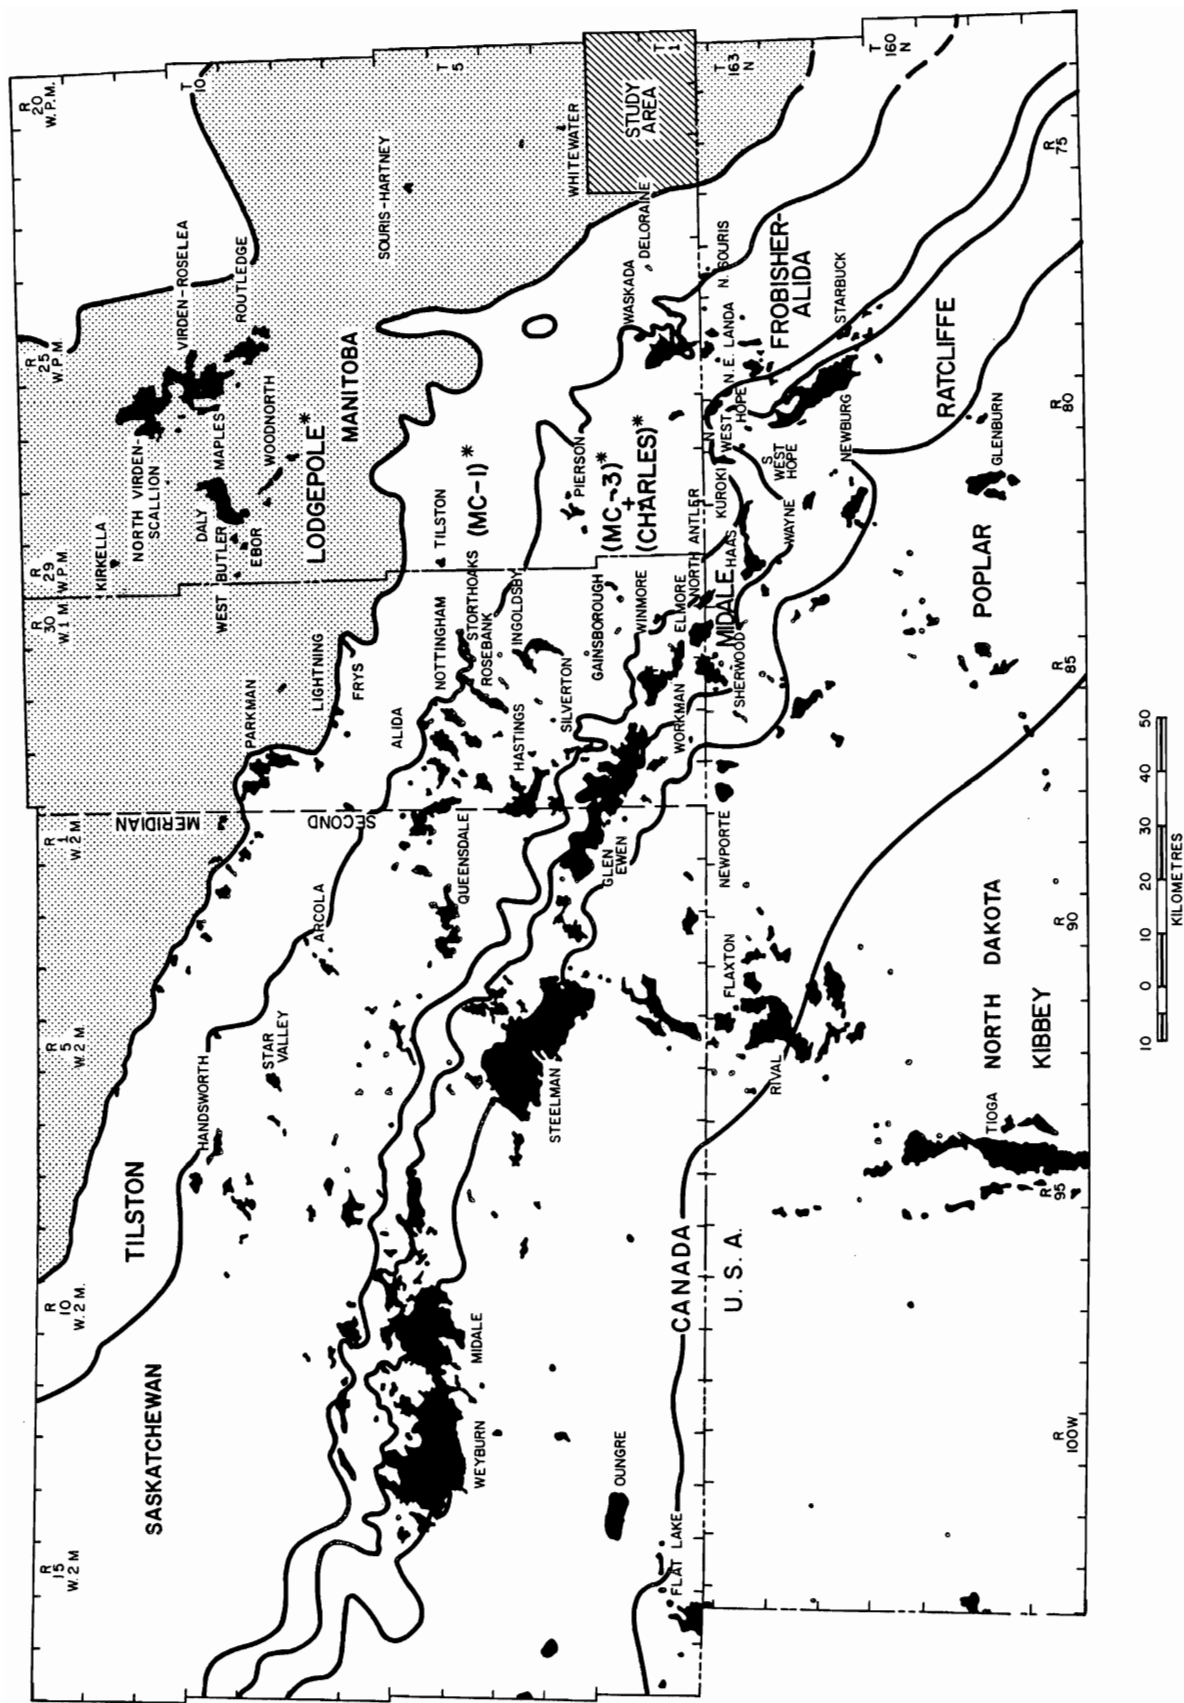 R
20
W.P.M.
T
10
T
5
T
1
T
163
N
T
160
N
STUDY
AREA
WHITEWATER
SOURIS-HARTNEY
R
75
R
25
W.P.M.
VIRDEN-ROSELEA
ROUTLEDGE
DELORAINE
WASKADA
N. SOURIS
N.E. LANDA
FROBISHER-
ALIDA
STARBUCK
RATCLIFFE
R
80
NORTH VIRDEN-
SCALLION
MAPLES
DALY
WOODNORTH
LODGEPOLE*
MANITOBA
(MC-1)*
PIERSON
(MC-3)*
+
(CHARLES)*
N
WEST
HOPE
S
WEST
HOPE
NEWBURG
GLENBURN
KIRKELLA
R
29
W.P.M.
WEST BUTLER
EBOR
TILSTON
NORTH ANTLER
KUROKI
HAAS
WAYNE
POPLAR
R
30
W.1 M.
LIGHTNING
FRYS
NOTTINGHAM
STORTHOAKS
ROSEBANK
INGOLDSBY
GAINSBOROUGH
WINMORE
ELMORE
MIDALE
SHERWOOD
R
85
PARKMAN
ALIDA
HASTINGS
SILVERTON
WORKMAN
R
1
W.2 M.
MERIDIAN
SECOND
QUEENSDALE
GLEN
EWEN
NEWPORTE
ARCOLA
R
90
FLAXTON
NORTH DAKOTA
KIBBEY
R
5
W.2 M.
STAR
VALLEY
HANDSWORTH
STEELMAN
RIVAL
TIOGA
R
95
TILSTON
R
10
W.2 M.
CANADA
U. S. A.
SASKATCHEWAN
MIDALE
WEYBURN
OUNGRE
R
100W
R
15
W.2 M
FLAT LAKE
10 0 10 20 30 40 50
KILOMETRES